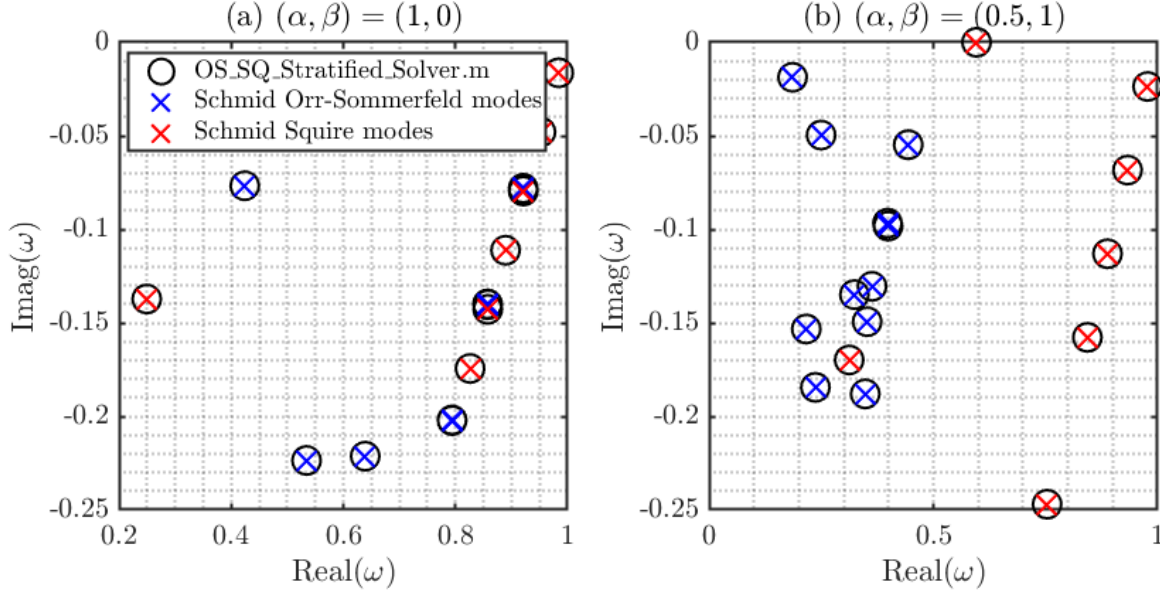 (a) (α, β) = (1, 0)
0
-0.05
-0.1
-0.15
-0.2
-0.25
Imag(ω)
OS_SQ_Stratified_Solver.m
Schmid Orr-Sommerfeld modes
Schmid Squire modes
0.2 0.4 0.6 0.8 1
Real(ω)
(b) (α, β) = (0.5, 1)
0
-0.05
-0.1
-0.15
-0.2
-0.25
Imag(ω)
0 0.5 1
Real(ω)